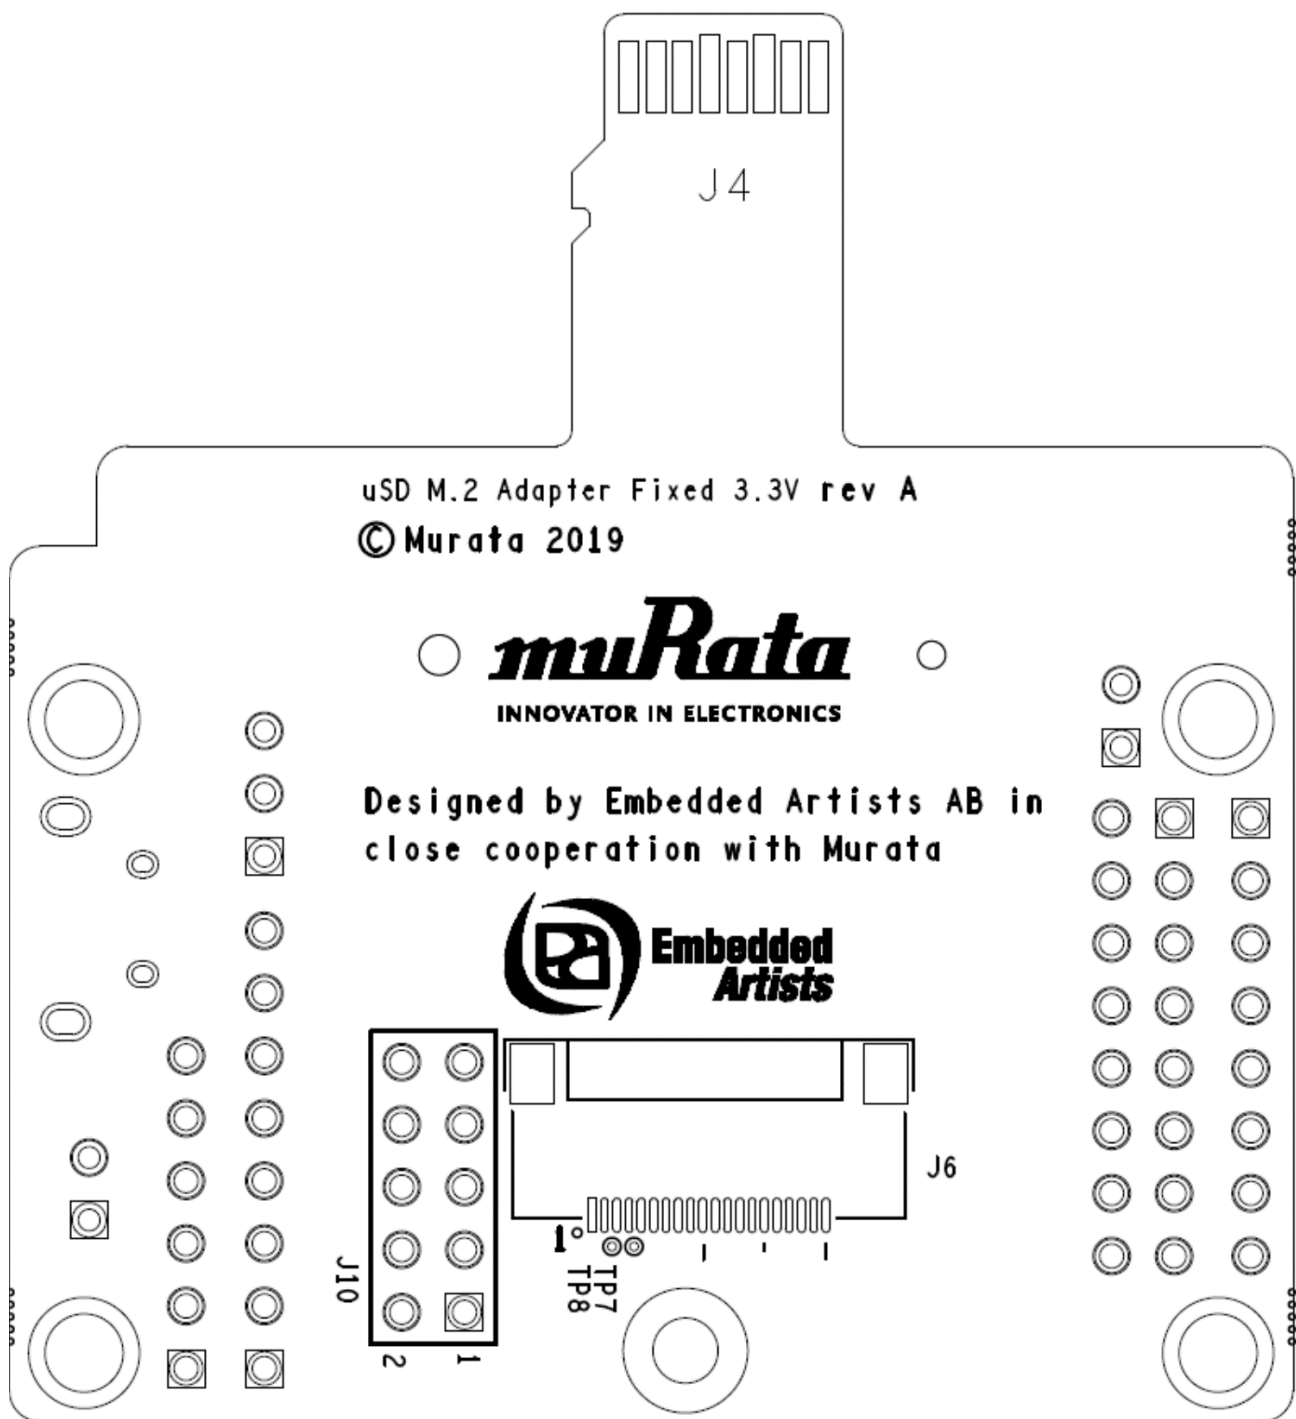 J4
uSD M.2 Adapter Fixed 3.3V rev A
© Murata 2019
muRata
INNOVATOR IN ELECTRONICS
Designed by Embedded Artists AB in
close cooperation with Murata
Embedded
Artists
J6
1
TP7
TP8
J10
2
1